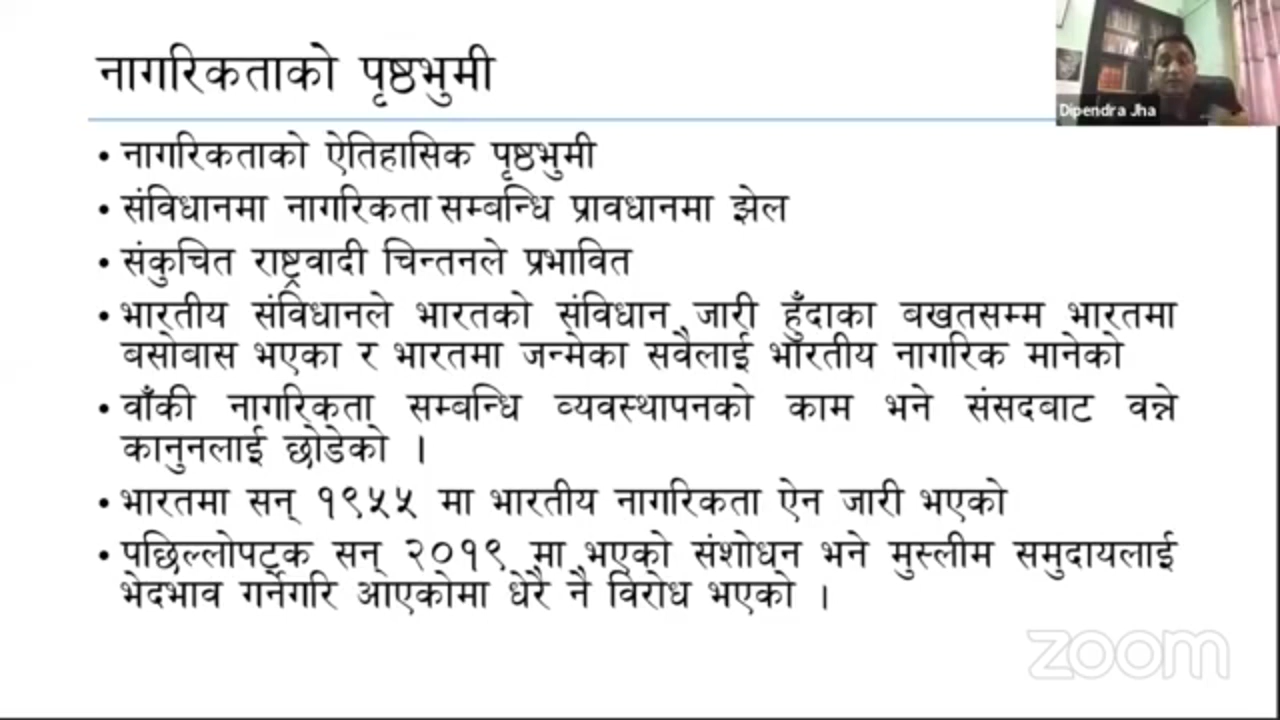 नागरिकताको पृष्ठभुमी
Dipendra Jha
• नागरिकताको ऐतिहासिक पृष्ठभुमी
• संविधानमा नागरिकता सम्बन्धि प्रावधानमा झेल
• संकुचित राष्ट्रवादी चिन्तनले प्रभावित
• भारतीय संविधानले भारतको संविधान जारी हुँदाका बखतसम्म भारतमा
बसोबास भएका र भारतमा जन्मेका सवैलाई भारतीय नागरिक मानेको
• वाँकी नागरिकता सम्बन्धि व्यवस्थापनको काम भने संसदबाट वन्ने
कानुनलाई छोडेको ।
• भारतमा सन् १९५५ मा भारतीय नागरिकता ऐन जारी भएको
• पछिल्लोपटक सन् २०१९ मा भएको संशोधन भने मुस्लीम समुदायलाई
भेदभाव गर्नेगरि आएकोमा धेरै नै विरोध भएको ।
zoom